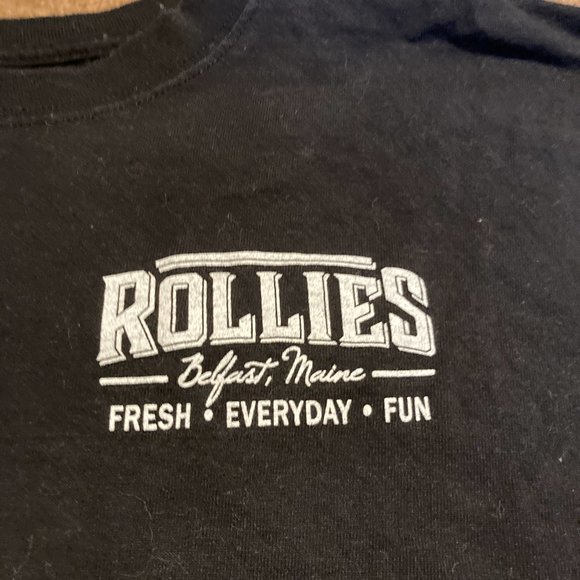 ROLLIES
Belfast, Maine
FRESH • EVERYDAY • FUN